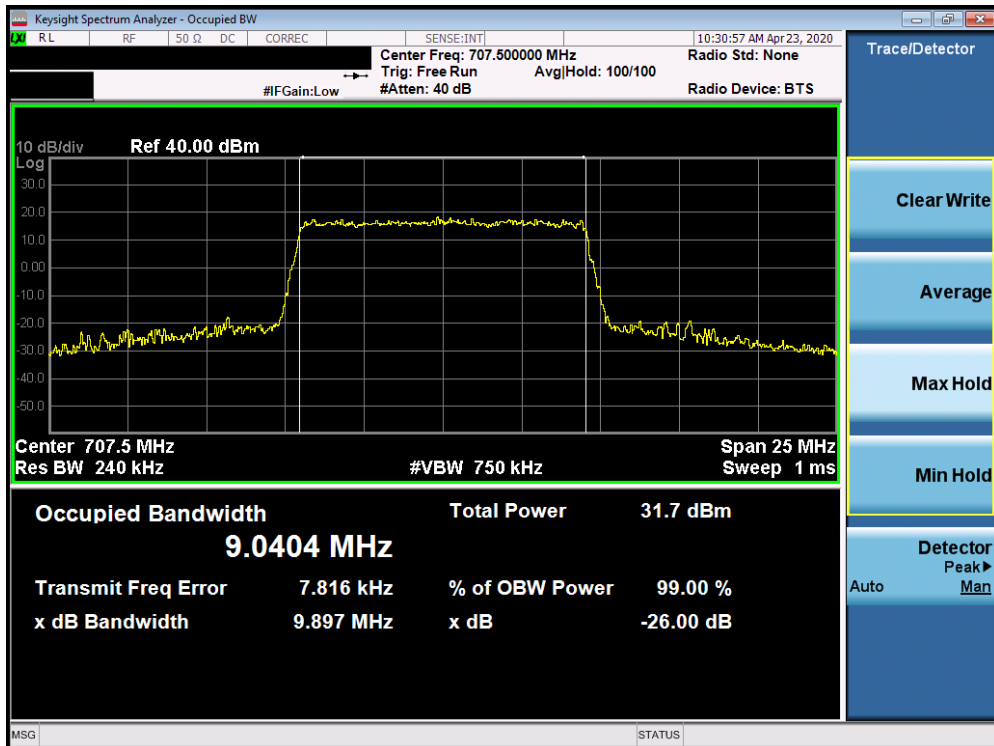 Keysight Spectrum Analyzer - Occupied BW
LXI RL RF 50 Ω DC CORREC SENSE:INT 10:30:57 AM Apr 23, 2020
Center Freq: 707.500000 MHz Radio Std: None
Trig: Free Run Avg|Hold: 100/100
#IFGain:Low #Atten: 40 dB Radio Device: BTS
Trace/Detector
10 dB/div Ref 40.00 dBm
Log
30.0
20.0
10.0
0.00
-10.0
-20.0
-30.0
-40.0
-50.0
Center 707.5 MHz Span 25 MHz
Res BW 240 kHz #VBW 750 kHz Sweep 1 ms
Occupied Bandwidth Total Power 31.7 dBm
9.0404 MHz
Transmit Freq Error 7.816 kHz % of OBW Power 99.00 %
x dB Bandwidth 9.897 MHz x dB -26.00 dB
Clear Write
Average
Max Hold
Min Hold
Detector
Peak▶
Auto Man
MSG STATUS